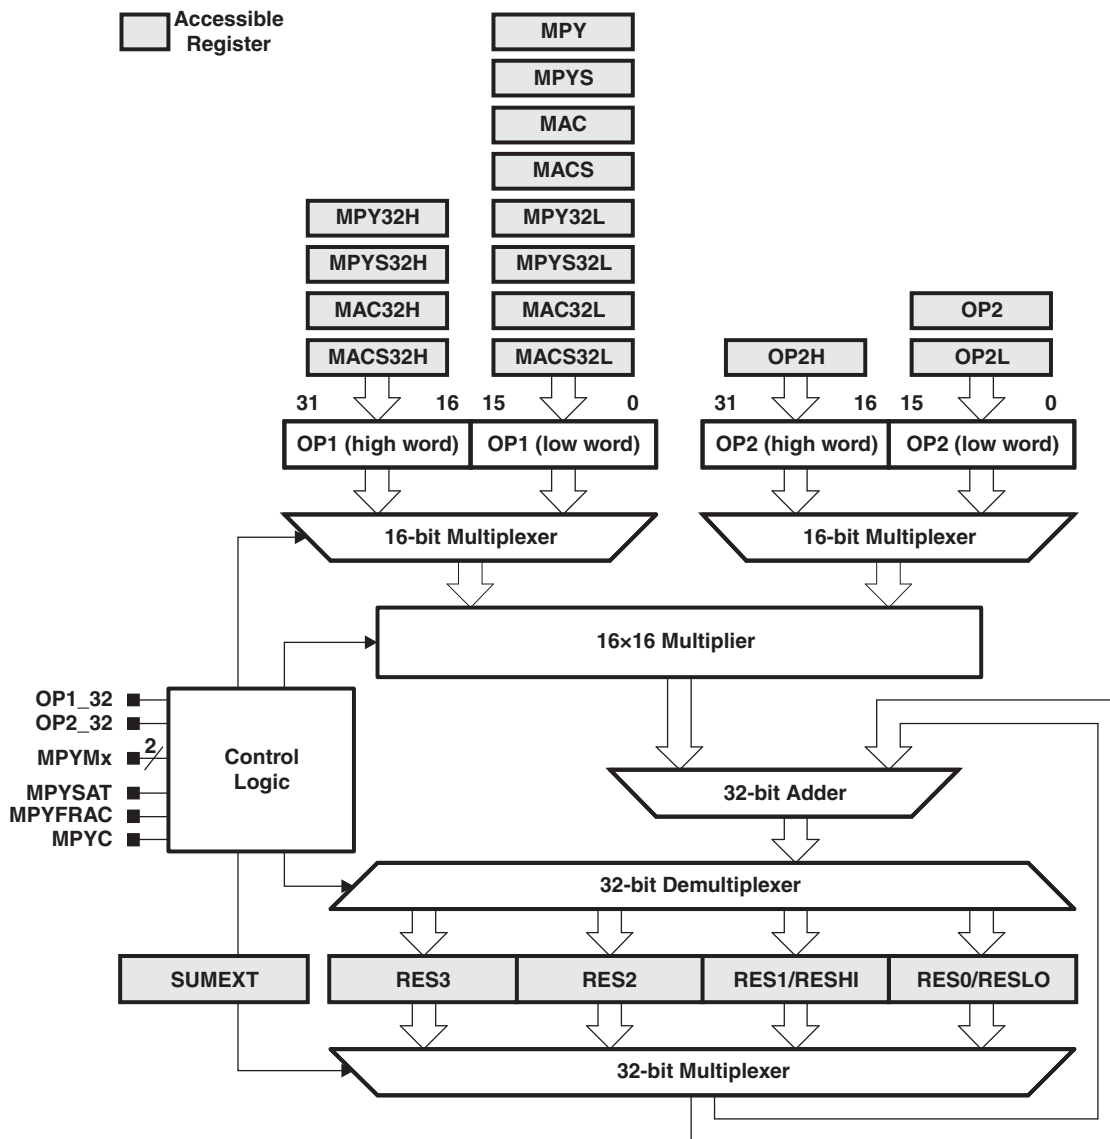 Accessible
Register
MPY
MPYS
MAC
MACS
MPY32H MPY32L
MPYS32H MPYS32L
MAC32H MAC32L OP2
MACS32H MACS32L OP2H OP2L
31 16 15 0 31 16 15 0
OP1 (high word) OP1 (low word) OP2 (high word) OP2 (low word)
16-bit Multiplexer 16-bit Multiplexer
16×16 Multiplier
OP1_32
OP2_32
MPYMx 2
MPYSAT
MPYFRAC
MPYC
Control
Logic
32-bit Adder
32-bit Demultiplexer
SUMEXT RES3 RES2 RES1/RESHI RES0/RESLO
32-bit Multiplexer